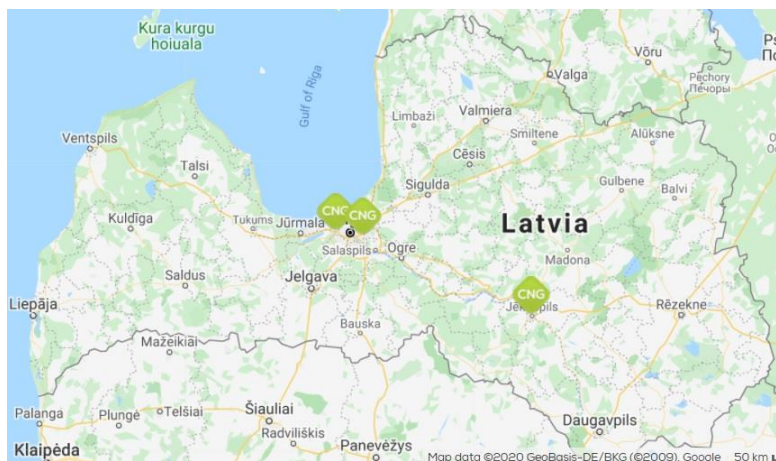 Kura kurgu
hoiuala
Gulf of Riga
Valga
Võru
Pechory
Печоры
Ventspils
Talsi
Limbaži
Valmiera
Smiltene
Alūksne
Cēsis
Sigulda
Gulbene
Balvi
Kuldīga
Tukums
Jūrmala
CNG
CNG
Latvia
Salaspils
Ogre
Madona
Saldus
Jelgava
CNG
Rēzekne
Liepāja
Bauska
Mažeikiai
Palanga
Plungė
Telšiai
Šiauliai
Radviliškis
Daugavpils
Klaipėda
Panevėžys
Map data ©2020 GeoBasis-DE/BKG (©2009), Google 50 km